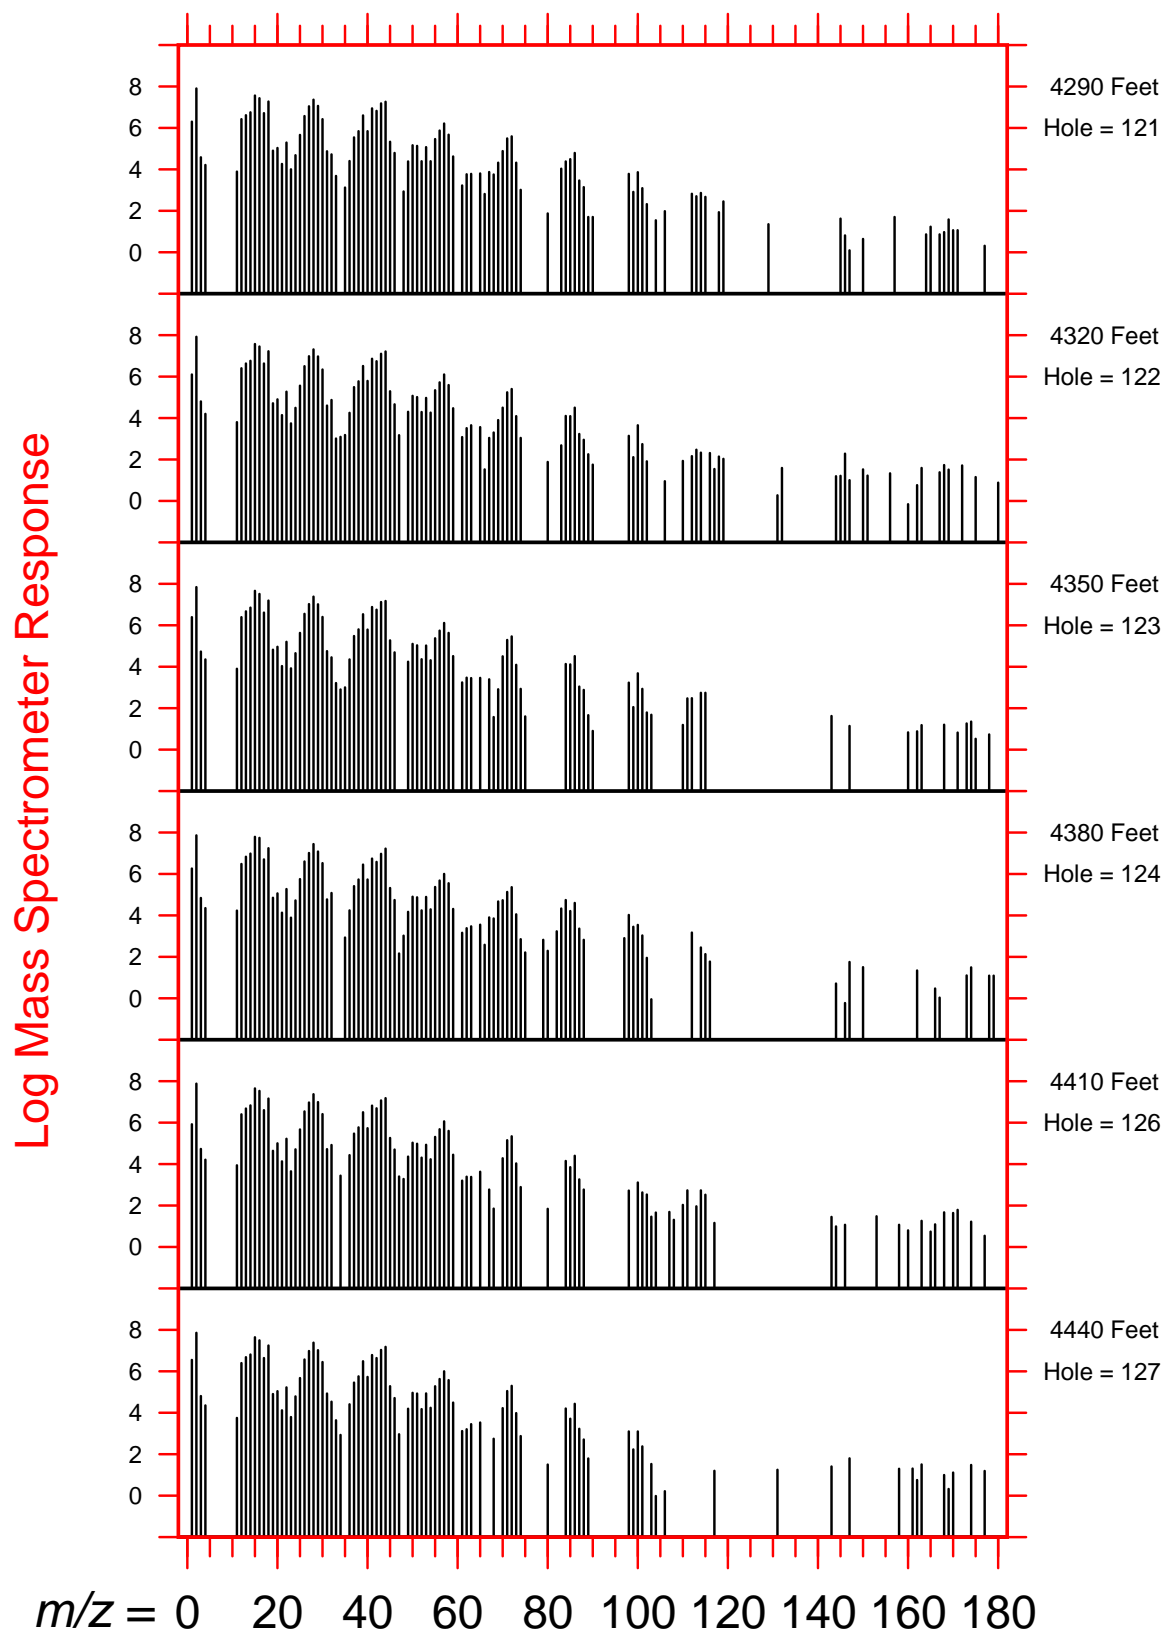 Log Mass Spectrometer Response
8
6
4
2
0
4290 Feet
Hole = 121
8
6
4
2
0
4320 Feet
Hole = 122
8
6
4
2
0
4350 Feet
Hole = 123
8
6
4
2
0
4380 Feet
Hole = 124
8
6
4
2
0
4410 Feet
Hole = 126
8
6
4
2
0
4440 Feet
Hole = 127
m/z = 0 20 40 60 80 100 120 140 160 180